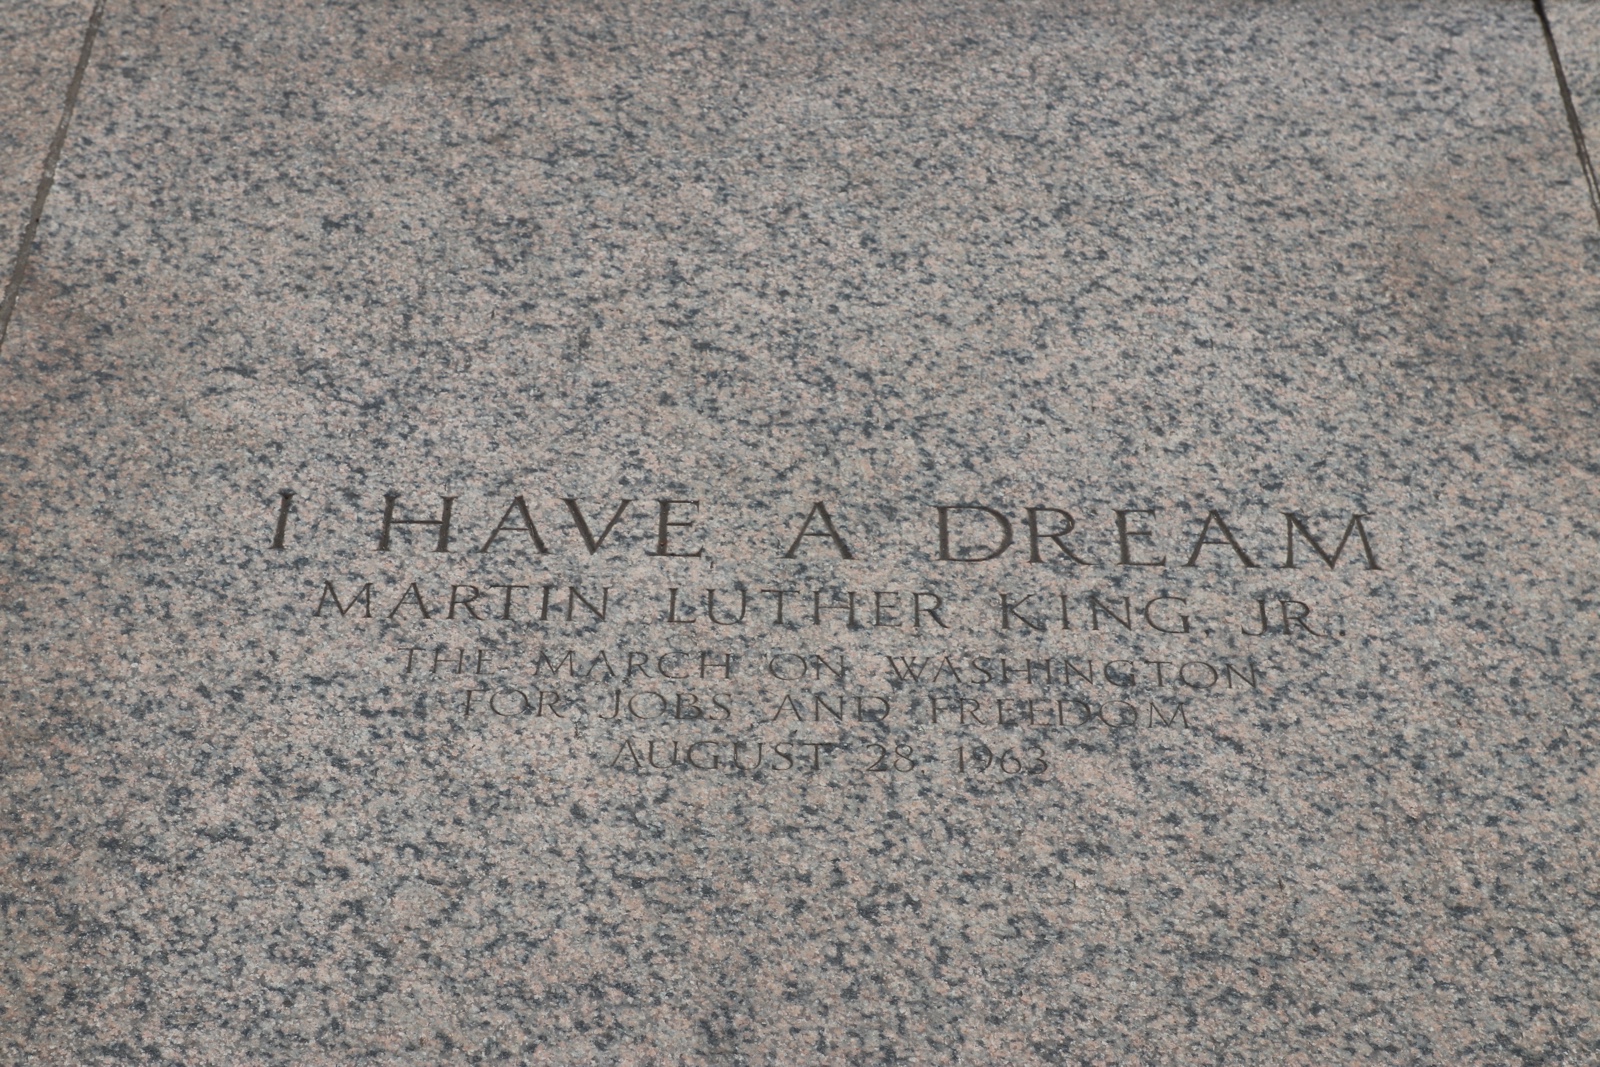 I HAVE A DREAM
MARTIN LUTHER KING, JR.
THE MARCH ON WASHINGTON
FOR JOBS AND FREEDOM
AUGUST 28, 1963